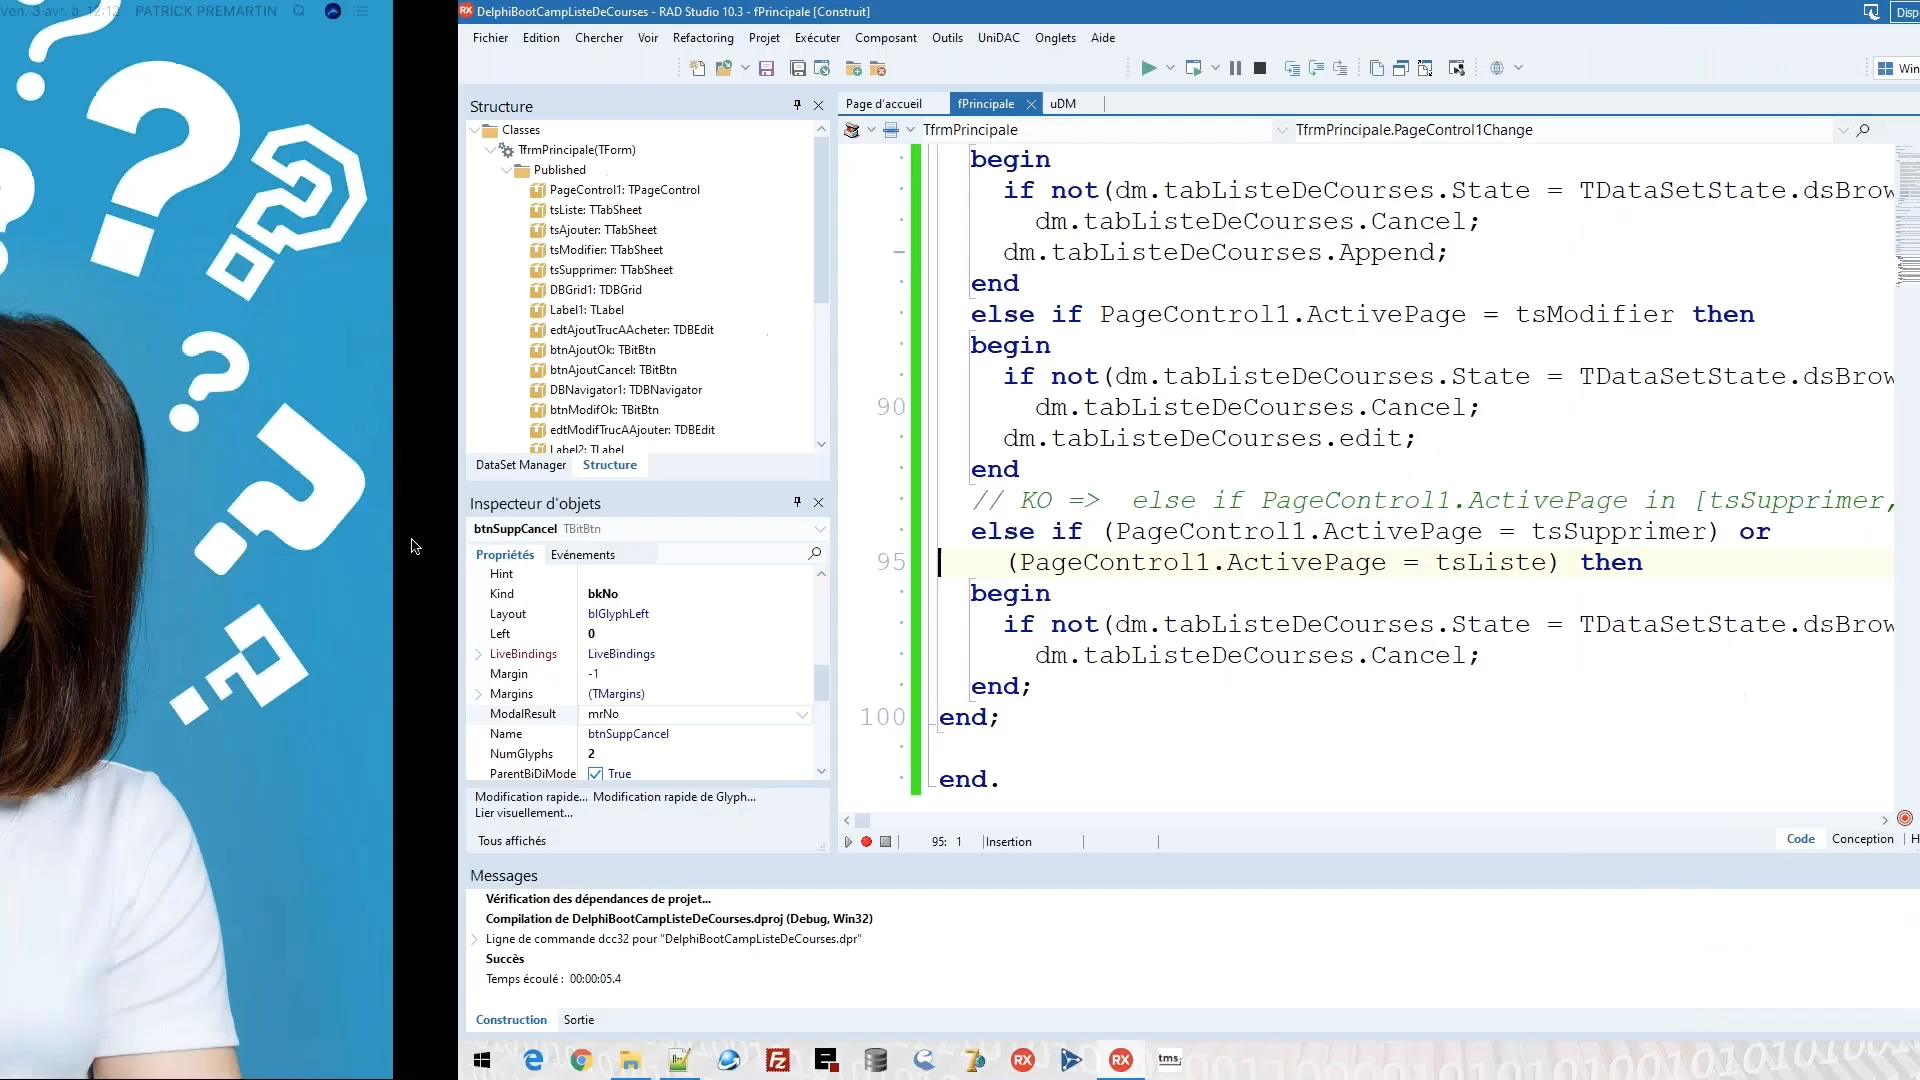 Ven. 3 avr. à 12:12 PATRICK PREMARTIN
DelphiBootCampListeDeCourses - RAD Studio 10.3 - fPrincipale [Construit]
Disp
Fichier Edition Chercher Voir Refactoring Projet Exécuter Composant Outils UniDAC Onglets Aide
Win
Structure
Classes
TfrmPrincipale(TForm)
Published
PageControl1: TPageControl
tsListe: TTabSheet
tsAjouter: TTabSheet
tsModifier: TTabSheet
tsSupprimer: TTabSheet
DBGrid1: TDBGrid
Label1: TLabel
edtAjoutTrucAAcheter: TDBEdit
btnAjoutOk: TBitBtn
btnAjoutCancel: TBitBtn
DBNavigator1: TDBNavigator
btnModifOk: TBitBtn
edtModifTrucAAjouter: TDBEdit
Label2: TLabel
DataSet Manager Structure
Inspecteur d'objets
btnSuppCancel TBitBtn
Propriétés Evénements
Hint
Kind bkNo
Layout blGlyphLeft
Left 0
LiveBindings LiveBindings
Margin -1
Margins (TMargins)
ModalResult mrNo
Name btnSuppCancel
NumGlyphs 2
ParentBiDiMode True
Modification rapide... Modification rapide de Glyph...
Lier visuellement...
Tous affichés
Page d'accueil fPrincipale uDM
TfrmPrincipale TfrmPrincipale.PageControl1Change
begin
if not(dm.tabListeDeCourses.State = TDataSetState.dsBrow
dm.tabListeDeCourses.Cancel;
dm.tabListeDeCourses.Append;
end
else if PageControl1.ActivePage = tsModifier then
begin
if not(dm.tabListeDeCourses.State = TDataSetState.dsBrow
90 dm.tabListeDeCourses.Cancel;
dm.tabListeDeCourses.edit;
end
// KO => else if PageControl1.ActivePage in [tsSupprimer,
else if (PageControl1.ActivePage = tsSupprimer) or
95 (PageControl1.ActivePage = tsListe) then
begin
if not(dm.tabListeDeCourses.State = TDataSetState.dsBrow
dm.tabListeDeCourses.Cancel;
end;
100 end;
end.
95: 1 Insertion
Code Conception H
Messages
Vérification des dépendances de projet...
Compilation de DelphiBootCampListeDeCourses.dproj (Debug, Win32)
Ligne de commande dcc32 pour "DelphiBootCampListeDeCourses.dpr"
Succès
Temps écoulé : 00:00:05.4
Construction Sortie
RX
RX
tms